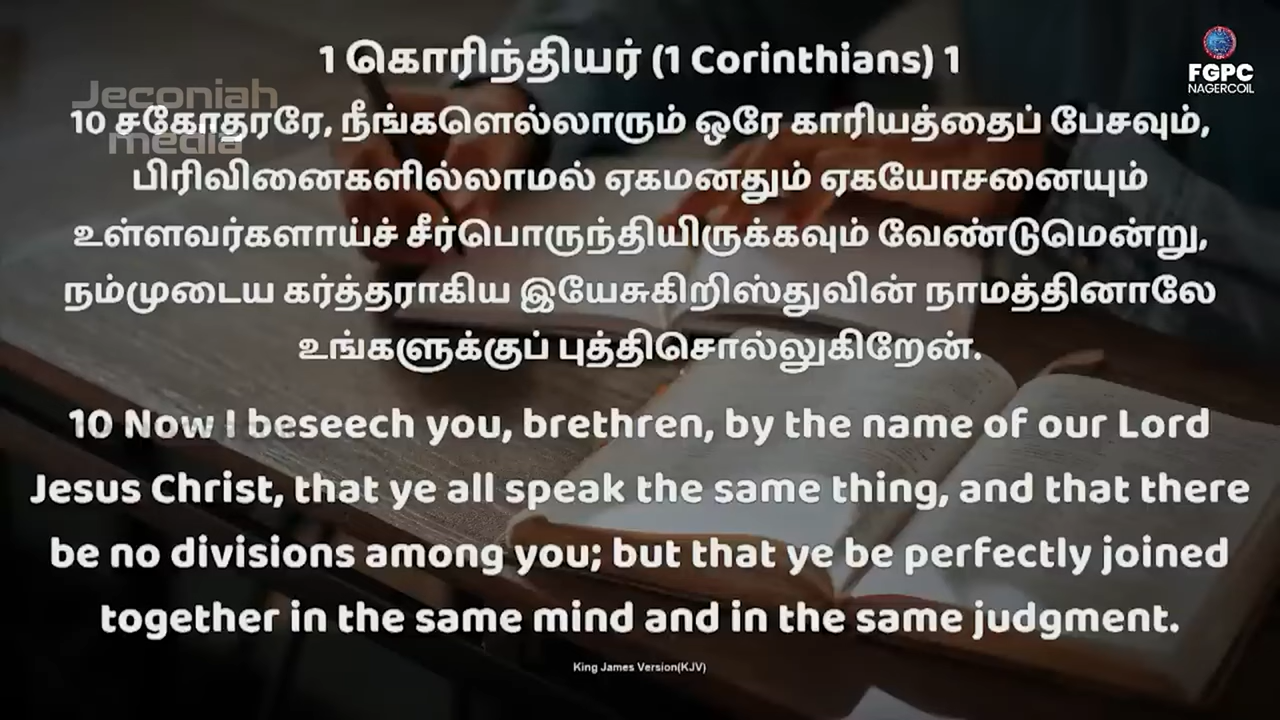 1 கொரிந்தியர் (1 Corinthians) 1
FGPC
NAGERCOIL
Jeconiah
media
10 சகோதரரே, நீங்களெல்லாரும் ஒரே காரியத்தைப் பேசவும்,
பிரிவினைகளில்லாமல் ஏகமனதும் ஏகயோசனையும்
உள்ளவர்களாய்ச் சீர்பொருந்தியிருக்கவும் வேண்டுமென்று,
நம்முடைய கர்த்தராகிய இயேசுகிறிஸ்துவின் நாமத்தினாலே
உங்களுக்குப் புத்திசொல்லுகிறேன்.
10 Now I beseech you, brethren, by the name of our Lord
Jesus Christ, that ye all speak the same thing, and that there
be no divisions among you; but that ye be perfectly joined
together in the same mind and in the same judgment.
King James Version(KJV)